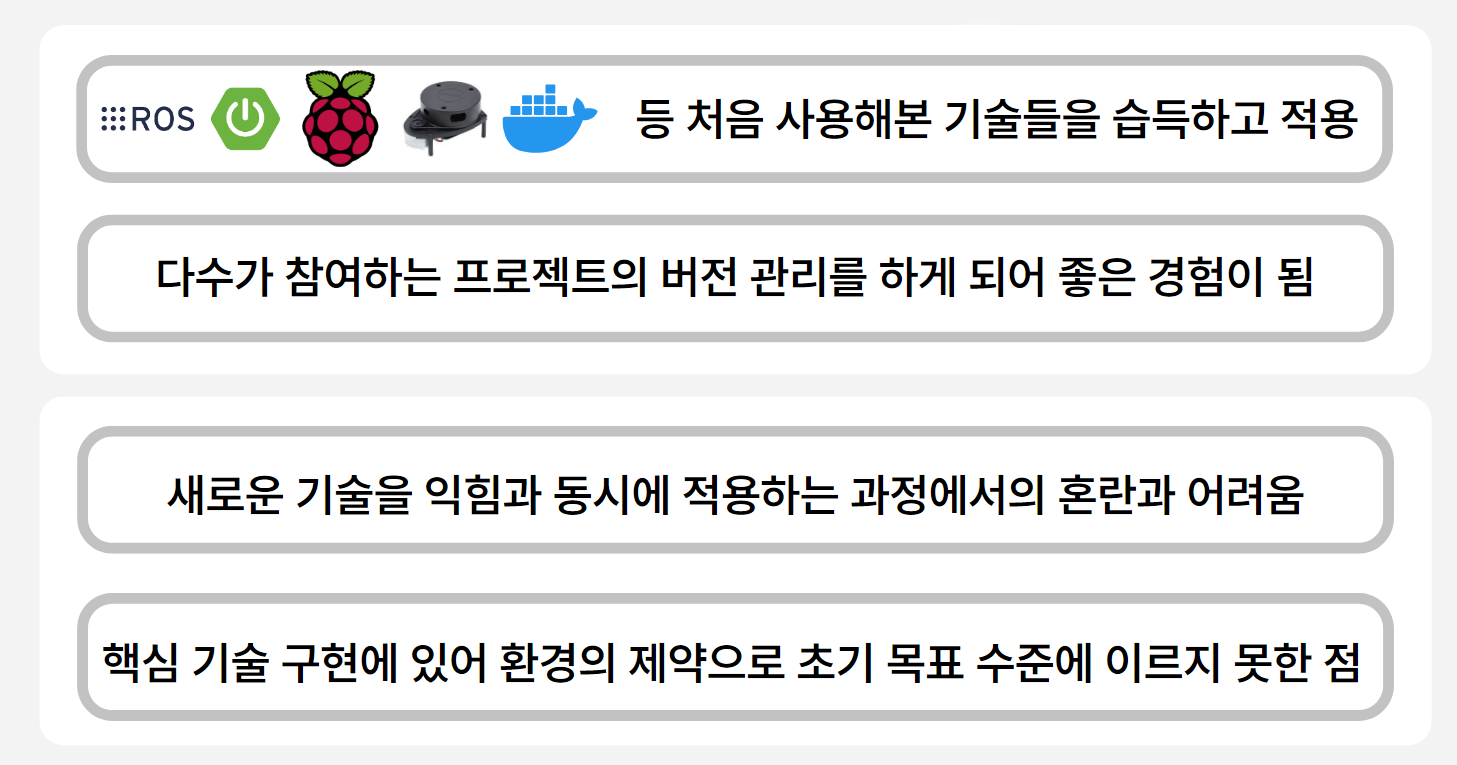 ROS 등 처음 사용해본 기술들을 습득하고 적용
다수가 참여하는 프로젝트의 버전 관리를 하게 되어 좋은 경험이 됨
새로운 기술을 익힘과 동시에 적용하는 과정에서의 혼란과 어려움
핵심 기술 구현에 있어 환경의 제약으로 초기 목표 수준에 이르지 못한 점